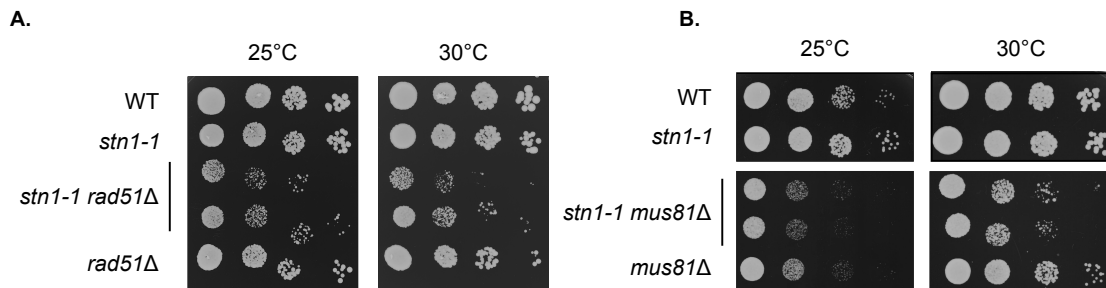 A.
25°C 30°C
WT
stn1-1
stn1-1 rad51Δ
rad51Δ
B.
25°C 30°C
WT
stn1-1
stn1-1 mus81Δ
mus81Δ